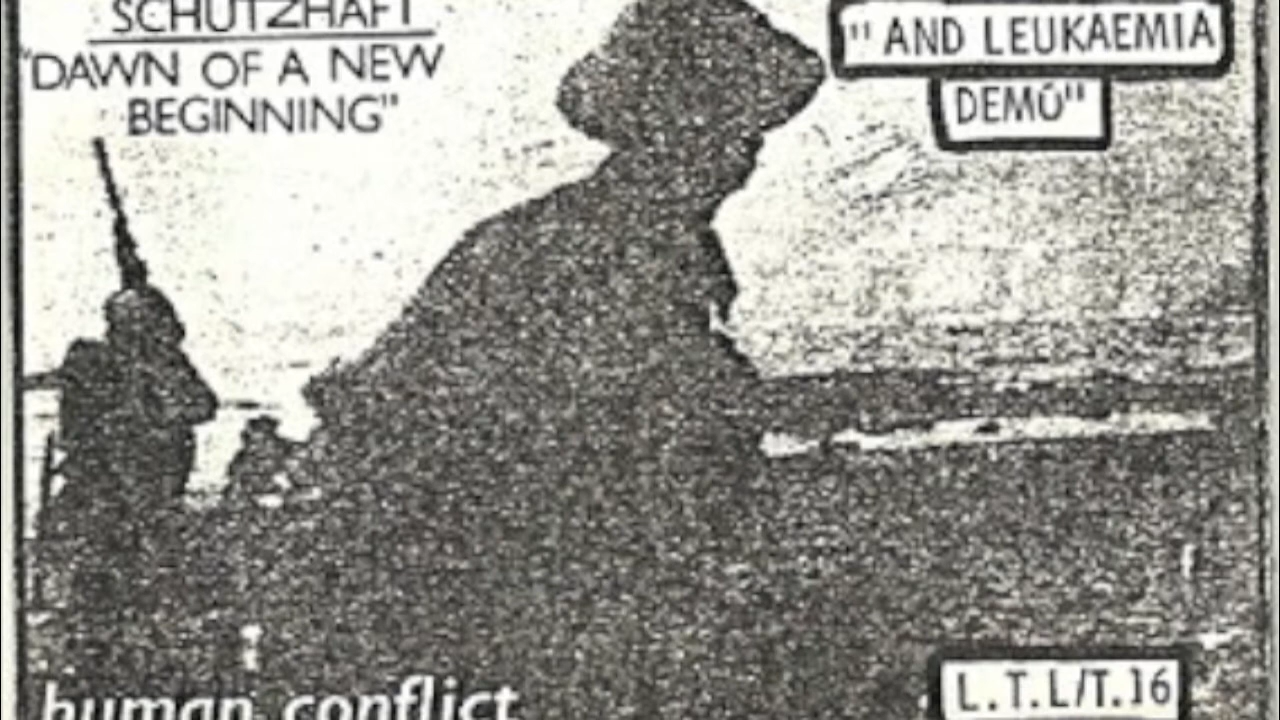 SCHUTZHAFT
"DAWN OF A NEW
BEGINNING"
" AND LEUKAEMIA
DEMO"
human conflict
L.T.L/T.16